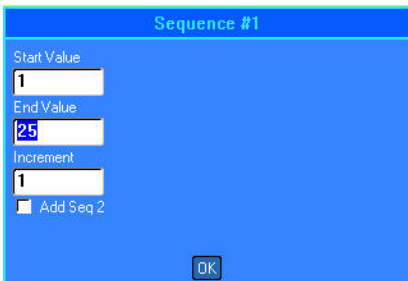 Sequence #1
Start Value
1
End Value
25
Increment
1
Add Seq 2
OK